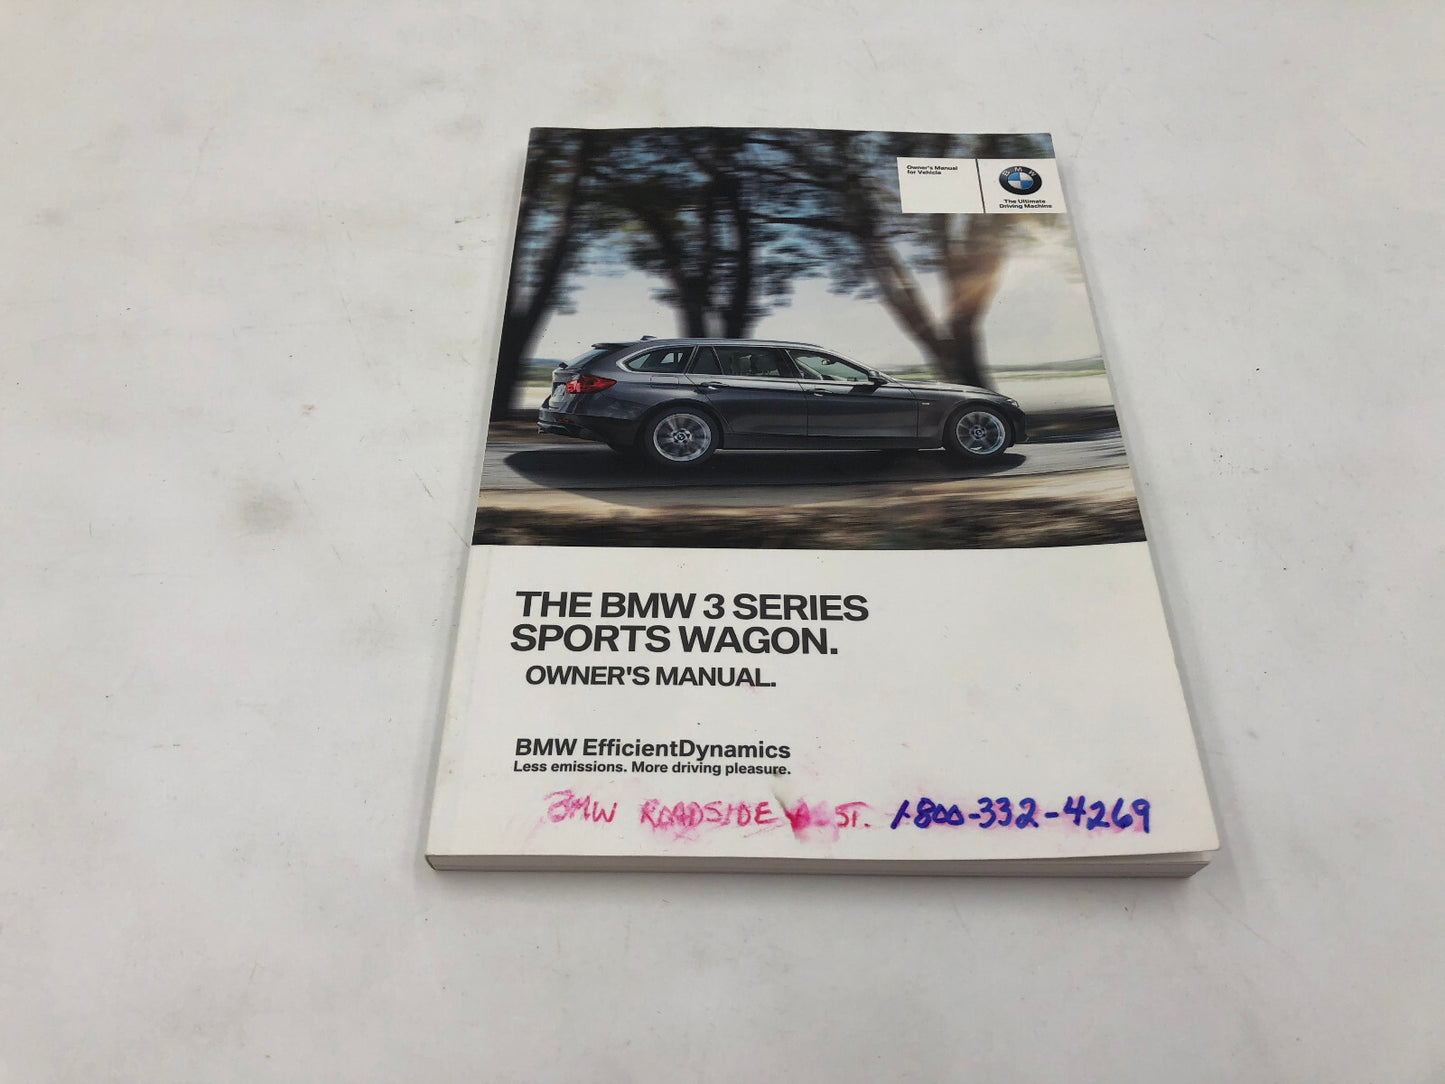 Owner's Manual
for Vehicle
BMW
The Ultimate
Driving Machine
THE BMW 3 SERIES
SPORTS WAGON.
OWNER'S MANUAL.
BMW EfficientDynamics
Less emissions. More driving pleasure.
BMW ROADSIDE ST. 1-800-332-4269